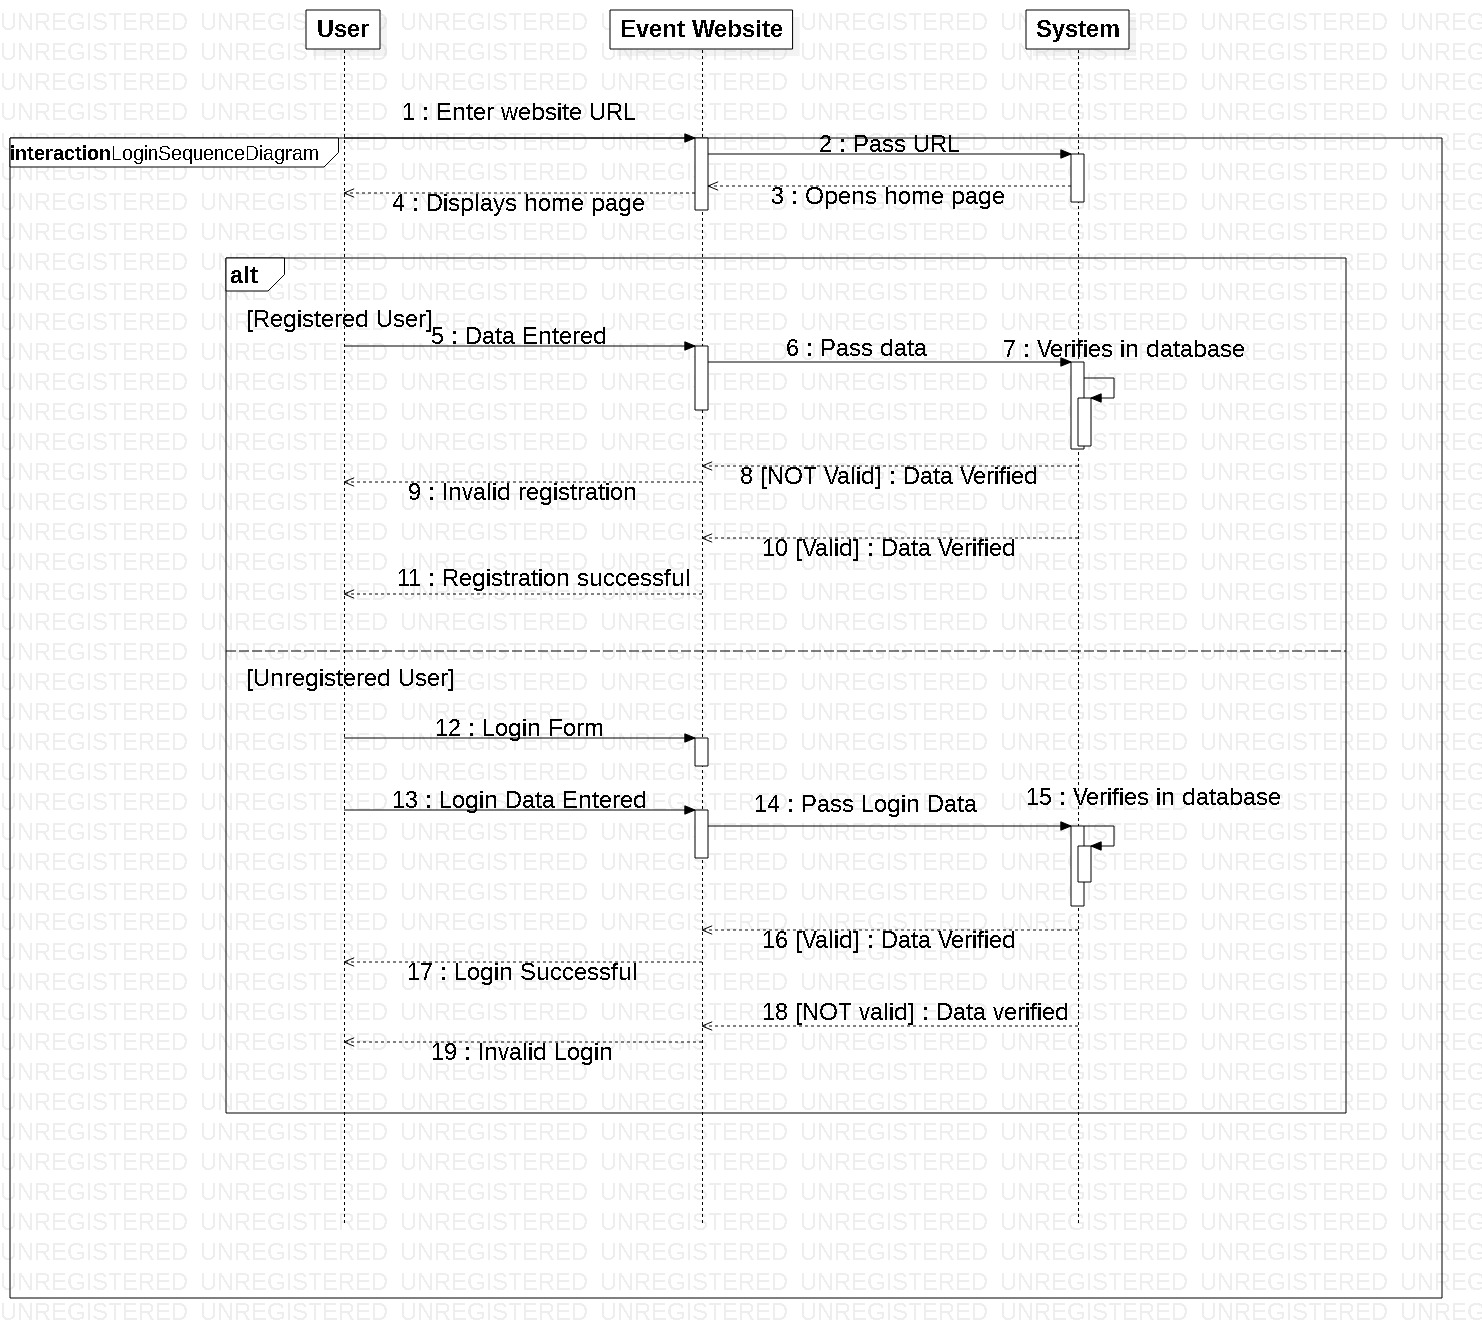 User
Event Website
System
1 : Enter website URL
interactionLoginSequenceDiagram
2 : Pass URL
3 : Opens home page
4 : Displays home page
alt
[Registered User]
5 : Data Entered
6 : Pass data
7 : Verifies in database
8 [NOT Valid] : Data Verified
9 : Invalid registration
10 [Valid] : Data Verified
11 : Registration successful
[Unregistered User]
12 : Login Form
13 : Login Data Entered
14 : Pass Login Data
15 : Verifies in database
16 [Valid] : Data Verified
17 : Login Successful
18 [NOT valid] : Data verified
19 : Invalid Login
UNREGISTERED